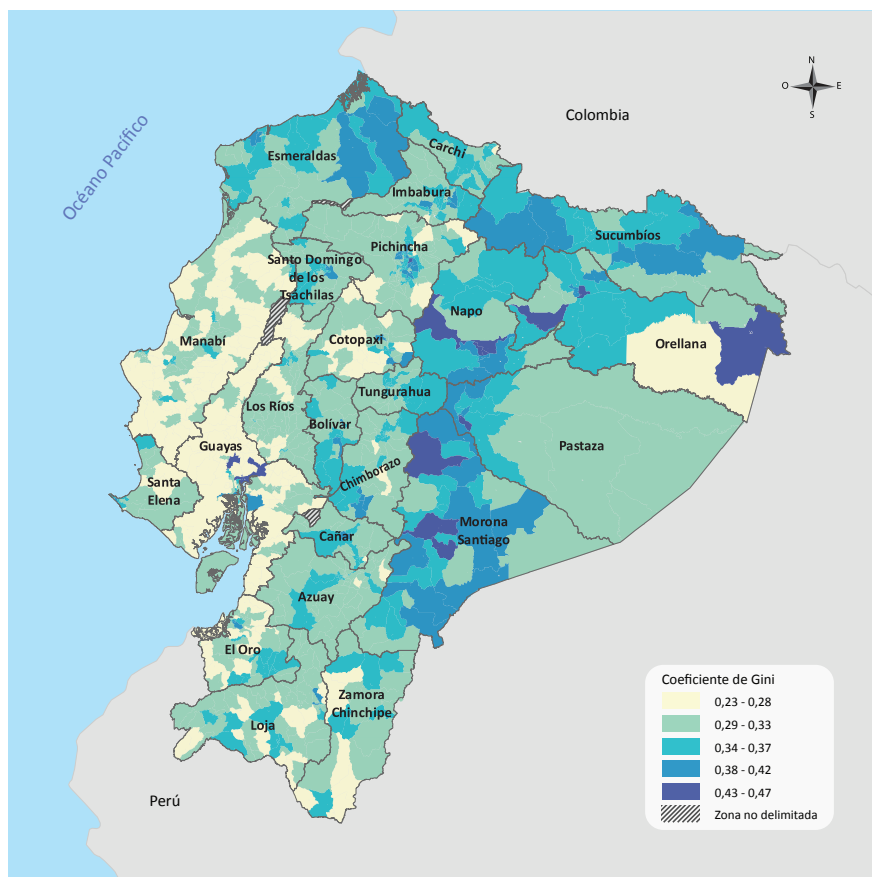 N
O
E
S
Colombia
Océano Pacífico
Carchi
Esmeraldas
Imbabura
Sucumbíos
Pichincha
Santo Domingo
de los
Tsáchilas
Napo
Manabí
Cotopaxi
Orellana
Tungurahua
Los Ríos
Bolívar
Guayas
Pastaza
Chimborazo
Santa
Elena
Morona
Santiago
Cañar
Azuay
El Oro
Zamora
Chinchipe
Loja
Perú
Coeficiente de Gini
0,23 - 0,28
0,29 - 0,33
0,34 - 0,37
0,38 - 0,42
0,43 - 0,47
Zona no delimitada